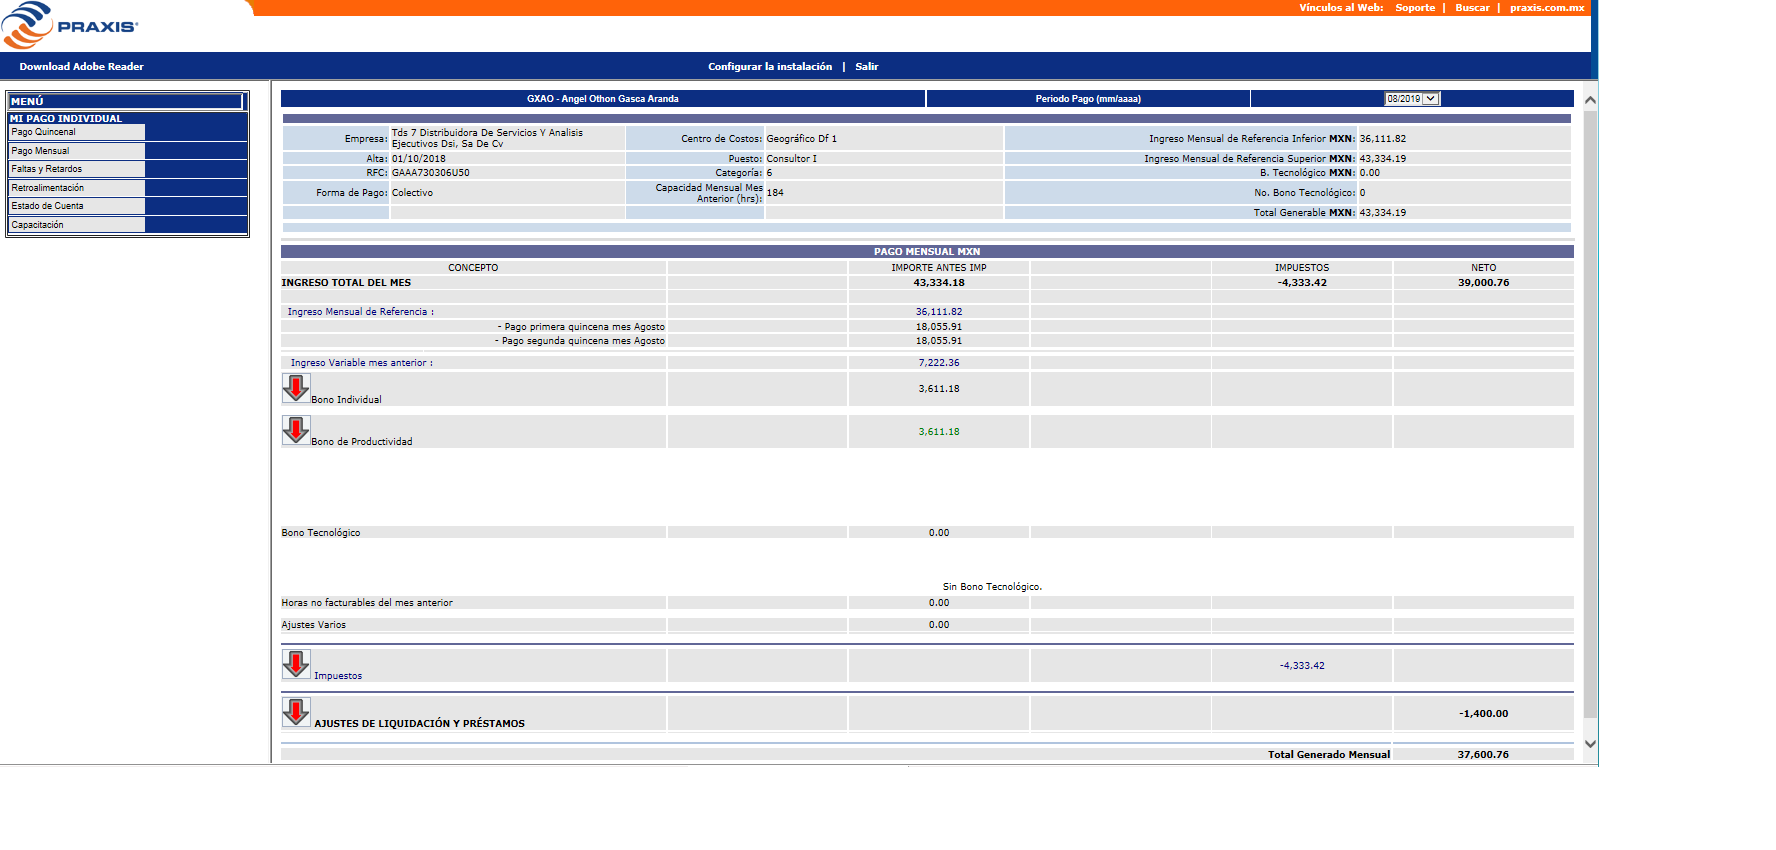 Vínculos al Web: Soporte | Buscar | praxis.com.mx
PRAXIS
Download Adobe Reader
Configurar la instalación | Salir
MENÚ
MI PAGO INDIVIDUAL
Pago Quincenal
Pago Mensual
Faltas y Retardos
Retroalimentación
Estado de Cuenta
Capacitación
GXAO - Angel Othon Gasca Aranda Periodo Pago (mm/aaaa) 08/2019
Empresa: Tds 7 Distribuidora De Servicios Y Analisis Ejecutivos Dsi, Sa De Cv Centro de Costos: Geográfico Df 1 Ingreso Mensual de Referencia Inferior MXN: 36,111.82
Alta: 01/10/2018 Puesto: Consultor I Ingreso Mensual de Referencia Superior MXN: 43,334.19
RFC: GAAA730306U50 Categoría: 6 B. Tecnológico MXN: 0.00
Forma de Pago: Colectivo Capacidad Mensual Mes Anterior (hrs): 184 No. Bono Tecnológico: 0
Total Generable MXN: 43,334.19
PAGO MENSUAL MXN
CONCEPTO IMPORTE ANTES IMP IMPUESTOS NETO
INGRESO TOTAL DEL MES 43,334.18 -4,333.42 39,000.76
Ingreso Mensual de Referencia : 36,111.82
- Pago primera quincena mes Agosto 18,055.91
- Pago segunda quincena mes Agosto 18,055.91
Ingreso Variable mes anterior : 7,222.36
Bono Individual 3,611.18
Bono de Productividad 3,611.18
Bono Tecnológico 0.00
Sin Bono Tecnológico.
Horas no facturables del mes anterior 0.00
Ajustes Varios 0.00
Impuestos -4,333.42
AJUSTES DE LIQUIDACIÓN Y PRÉSTAMOS -1,400.00
Total Generado Mensual 37,600.76